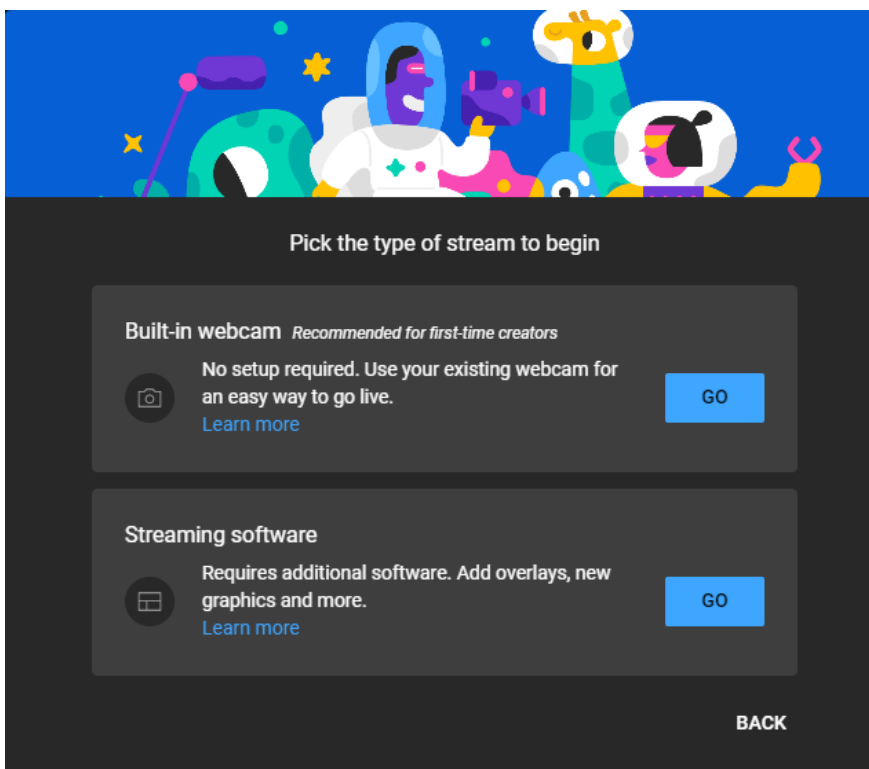 Pick the type of stream to begin
Built-in webcam Recommended for first-time creators
No setup required. Use your existing webcam for
an easy way to go live.
Learn more
GO
Streaming software
Requires additional software. Add overlays, new
graphics and more.
Learn more
GO
BACK